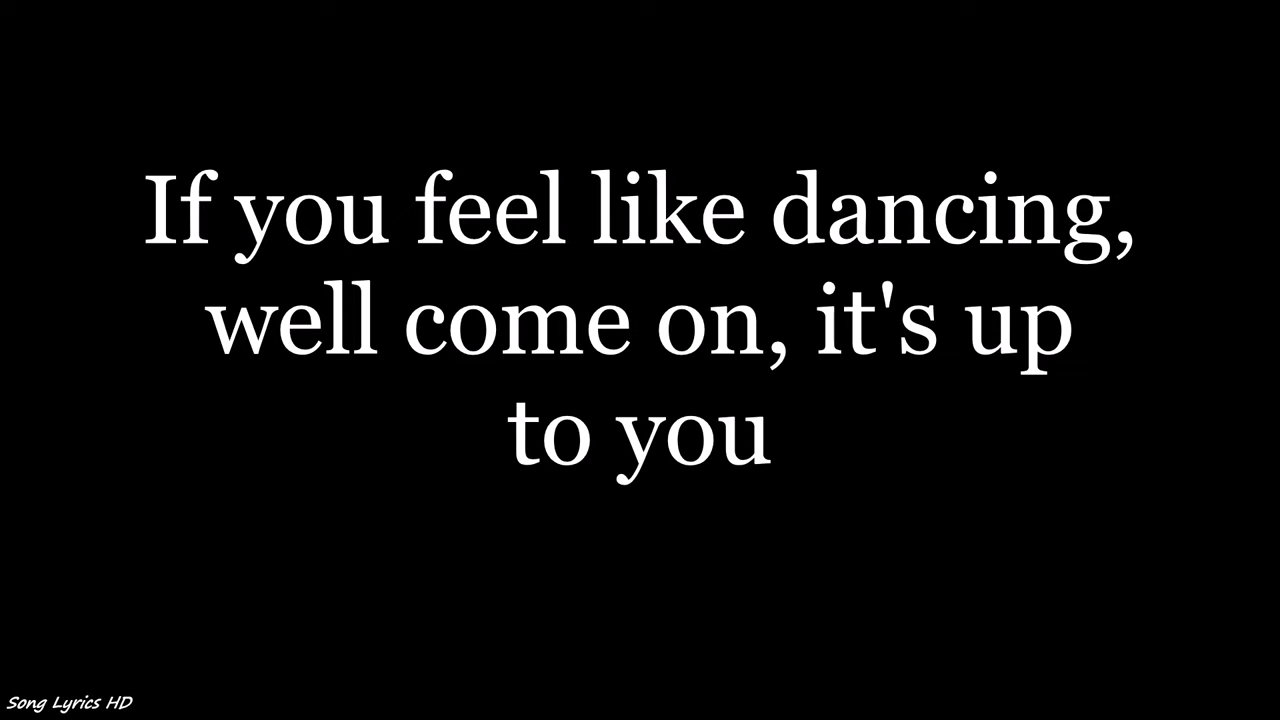 If you feel like dancing,
well come on, it's up
to you
Song Lyrics HD